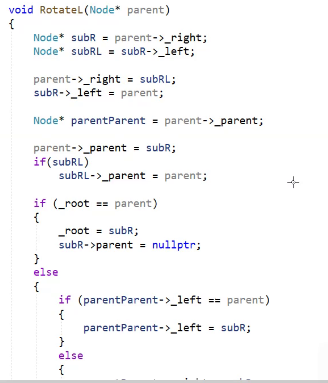 void RotateL(Node* parent)
{
    Node* subR = parent->_right;
    Node* subRL = subR->_left;
    parent->_right = subRL;
    subR->_left = parent;
    Node* parentParent = parent->_parent;
    parent->_parent = subR;
    if(subRL)
        subRL->_parent = parent;
    if (_root == parent)
    {
        _root = subR;
        subR->parent = nullptr;
    }
    else
    {
        if (parentParent->_left == parent)
        {
            parentParent->_left = subR;
        }
        else
        {